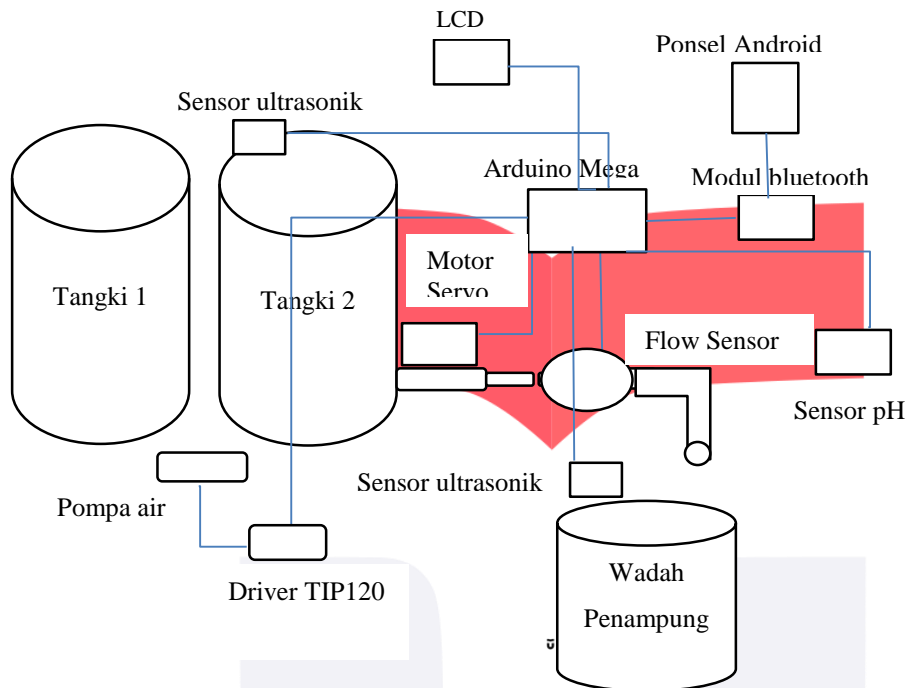 LCD
Ponsel Android
Sensor ultrasonik
Arduino Mega
Modul bluetooth
Motor
Servo
Tangki 1
Tangki 2
Flow Sensor
Sensor pH
Sensor ultrasonik
Pompa air
Wadah
Penampung
Driver TIP120